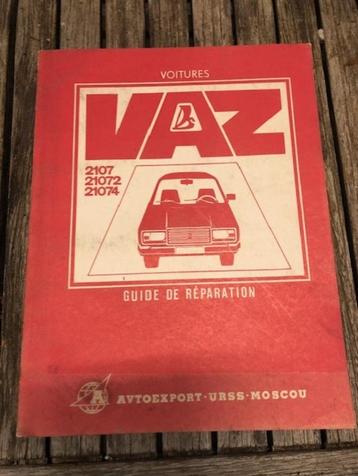 VOITURES
VAZ
2107
21072
21074
GUIDE DE RÉPARATION
AVTOEXPORT·URSS·MOSCOU